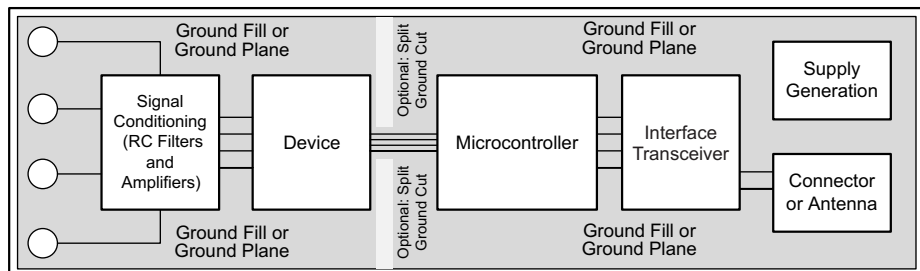 Ground Fill or
Ground Plane
Optional: Split
Ground Cut
Ground Fill or
Ground Plane
Signal
Conditioning
(RC Filters
and
Amplifiers)
Device
Microcontroller
Interface
Transceiver
Supply
Generation
Connector
or Antenna
Ground Fill or
Ground Plane
Optional: Split
Ground Cut
Ground Fill or
Ground Plane